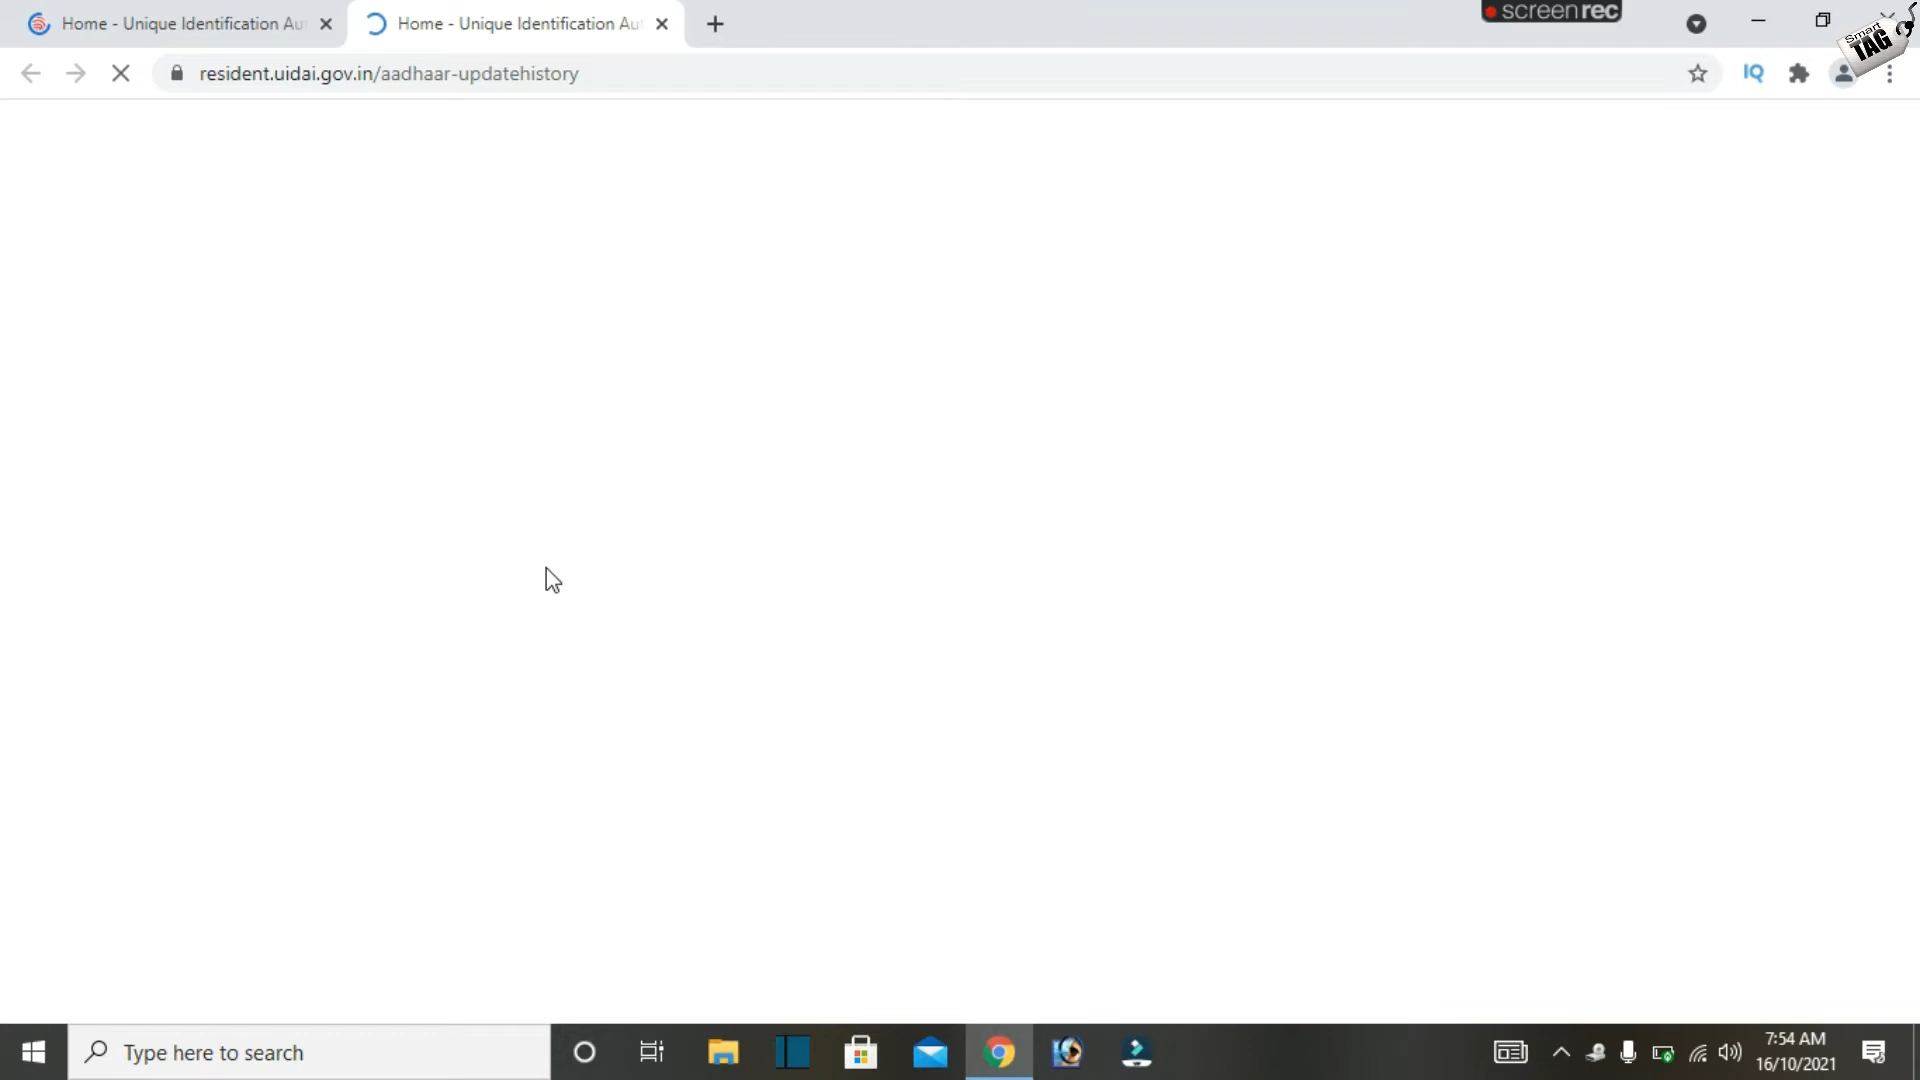 Home - Unique Identification Au
Home - Unique Identification Au
screenrec
Smart
TAG
resident.uidai.gov.in/aadhaar-updatehistory
IQ
Type here to search
7:54 AM
16/10/2021